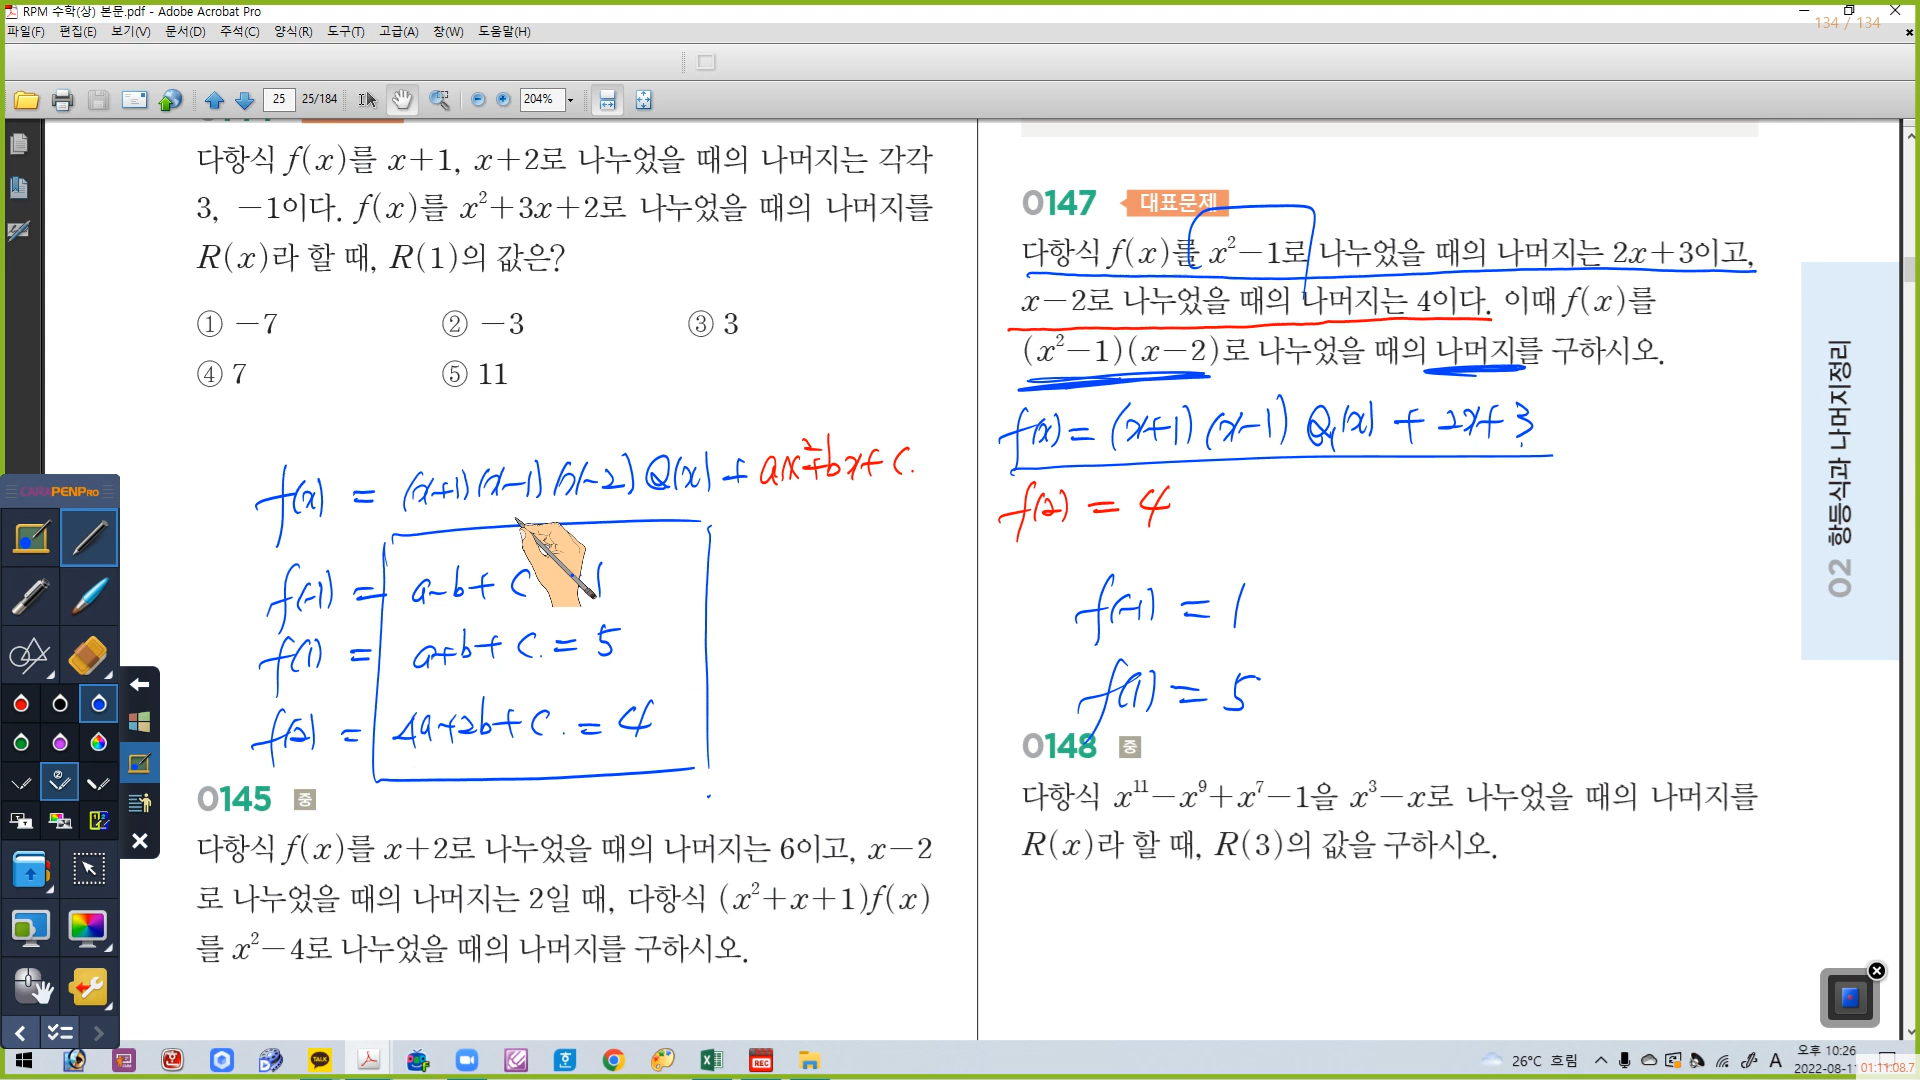 RPM 수학(상) 본문.pdf - Adobe Acrobat Pro
134 / 134
파일(F) 편집(E) 보기(V) 문서(D) 주석(C) 양식(R) 도구(T) 고급(A) 창(W) 도움말(H)
25 25/184 204%
다항식 f(x)를 x+1, x+2로 나누었을 때의 나머지는 각각
3, −1이다. f(x)를 x²+3x+2로 나누었을 때의 나머지를
R(x)라 할 때, R(1)의 값은?
① −7 ② −3 ③ 3
④ 7 ⑤ 11
f(x) = (x+1)(x-1)(x-2)Q(x) + ax²+bx+c.
f(-1) = a-b+c 1
f(1) = a+b+c. = 5
f(2) = 4a+2b+c. = 4
0145 중
다항식 f(x)를 x+2로 나누었을 때의 나머지는 6이고, x−2
로 나누었을 때의 나머지는 2일 때, 다항식 (x²+x+1)f(x)
를 x²−4로 나누었을 때의 나머지를 구하시오.
0147 대표문제
다항식 f(x)를 x²−1로 나누었을 때의 나머지는 2x+3이고,
x−2로 나누었을 때의 나머지는 4이다. 이때 f(x)를
(x²−1)(x−2)로 나누었을 때의 나머지를 구하시오.
f(x) = (x+1)(x-1)Q₁(x) + 2x+3
f(2) = 4
f(-1) = 1
f(1) = 5
0148 중
다항식 x¹¹−x⁹+x⁷−1을 x³−x로 나누었을 때의 나머지를
R(x)라 할 때, R(3)의 값을 구하시오.
02 항등식과 나머지정리
CARAPENPRO
②
TALK
REC
26°C 흐림
A
오후 10:26
2022-08-1
01:11:08.7